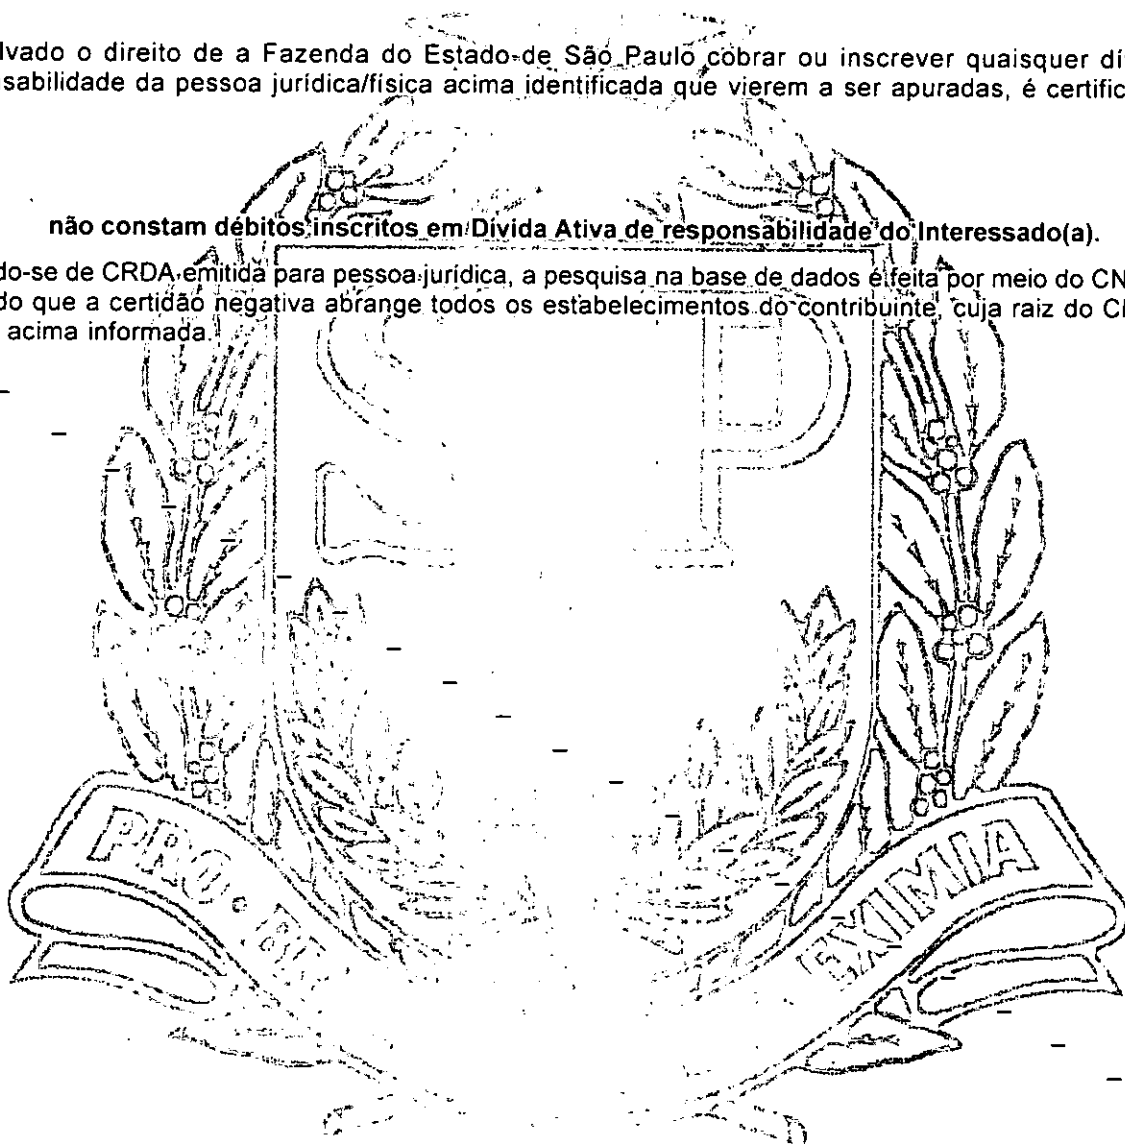 lvado o direito de a Fazenda do Estado de São Paulo cobrar ou inscrever quaisquer dí
sabilidade da pessoa jurídica/física acima identificada que vierem a ser apuradas, é certific
não constam débitos inscritos em Dívida Ativa de responsabilidade do Interessado(a).
do-se de CRDA emitida para pessoa jurídica, a pesquisa na base de dados é feita por meio do CN
do que a certidão negativa abrange todos os estabelecimentos do contribuinte, cuja raiz do C
acima informada.
SP
PRO · BR
EXIMIA